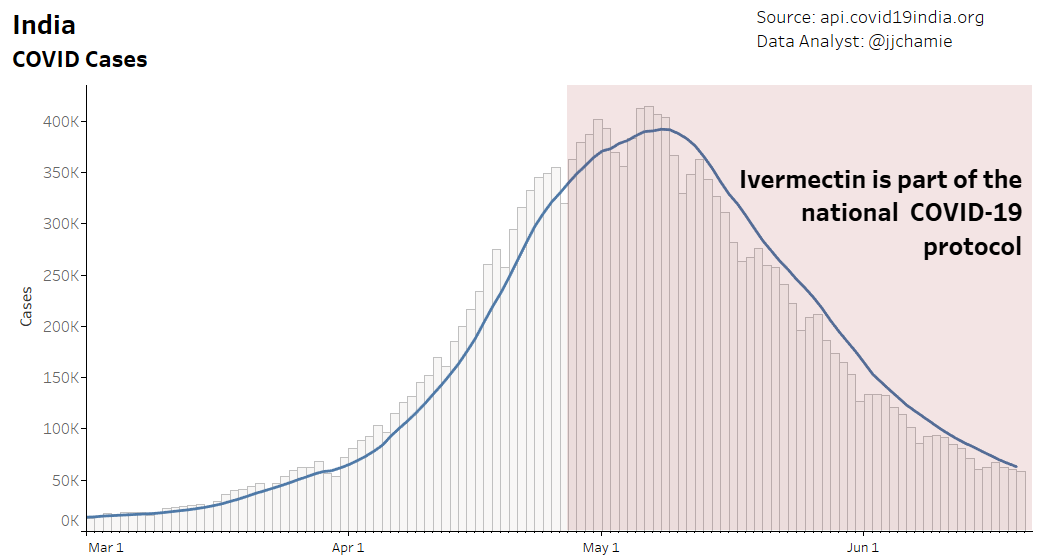 India
COVID Cases
Source: api.covid19india.org
Data Analyst: @jjchamie
400K
350K
300K
250K
200K
150K
100K
50K
0K
Cases
Ivermectin is part of the
national COVID-19
protocol
Mar 1
Apr 1
May 1
Jun 1